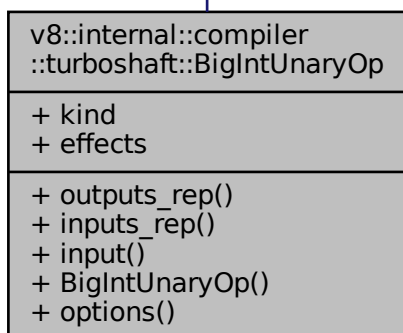 v8::internal::compiler
::turboshaft::BigIntUnaryOp
+ kind
+ effects
+ outputs_rep()
+ inputs_rep()
+ input()
+ BigIntUnaryOp()
+ options()